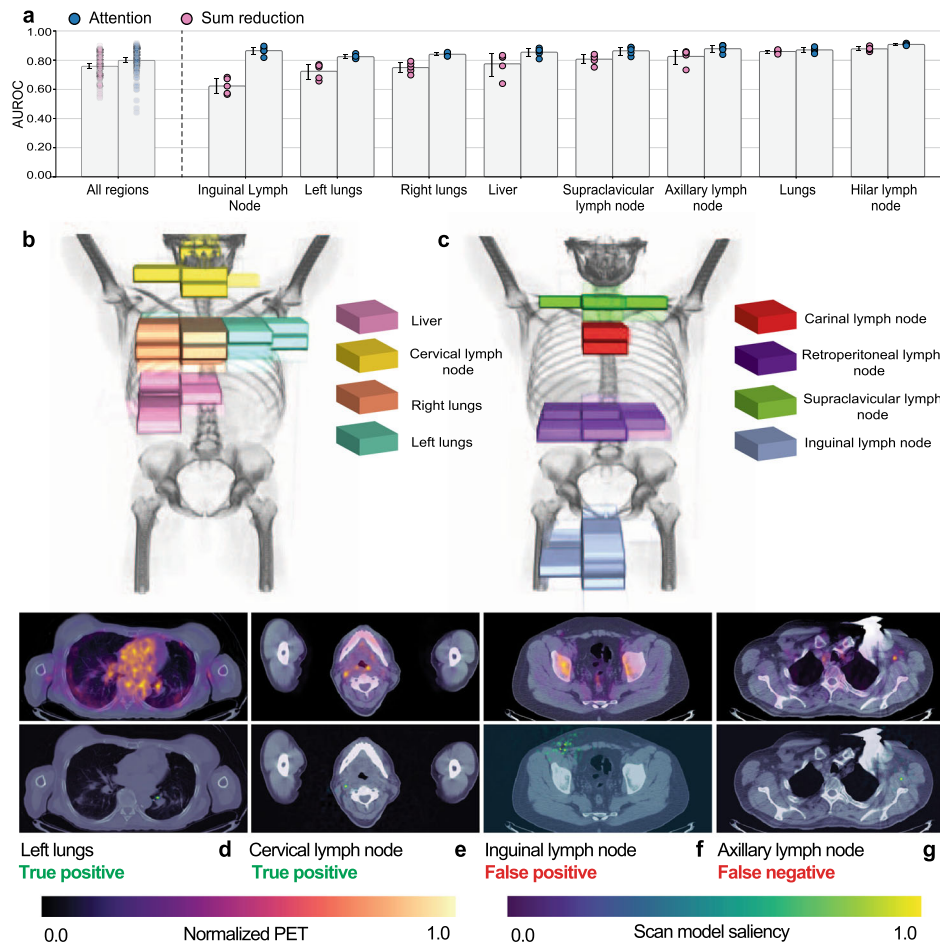 a
Attention
Sum reduction
1.00
0.80
0.60
0.40
0.20
0.00
AUROC
All regions
Inguinal Lymph
Node
Left lungs
Right lungs
Liver
Supraclavicular
lymph node
Axillary lymph
node
Lungs
Hilar lymph
node
b
Liver
Cervical lymph
node
Right lungs
Left lungs
c
Carinal lymph node
Retroperitoneal lymph
node
Supraclavicular lymph
node
Inguinal lymph node
Left lungs
True positive
d
Cervical lymph node
True positive
e
Inguinal lymph node
False positive
f
Axillary lymph node
False negative
g
0.0
Normalized PET
1.0
0.0
Scan model saliency
1.0